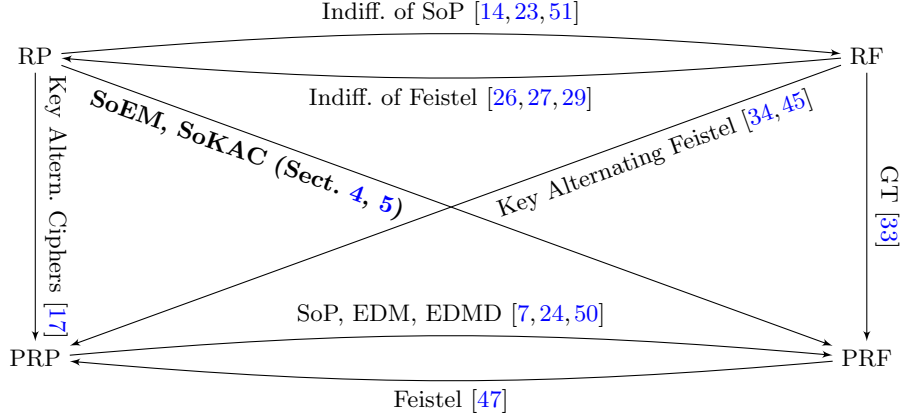 Indiff. of SoP [14, 23, 51]
RP
RF
Indiff. of Feistel [26, 27, 29]
Key Altern. Ciphers [17]
SoEM, SoKAC (Sect. 4, 5)
Key Alternating Feistel [34, 45]
GT [33]
SoP, EDM, EDMD [7, 24, 50]
PRP
PRF
Feistel [47]